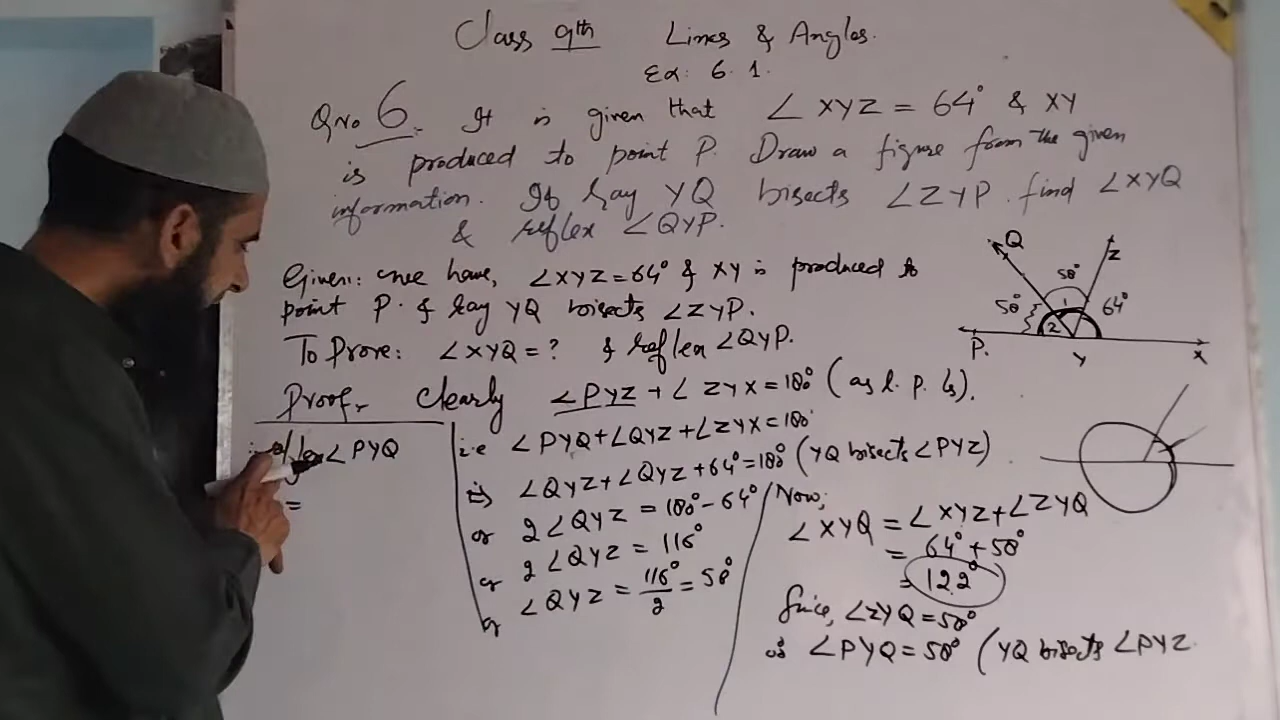 Class 9th Lines & Angles.
Ex: 6.1.
Q No 6. It is given that ∠XYZ = 64° & XY
is produced to point P. Draw a figure from the given
information. If Ray YQ bisects ∠ZYP. find ∠XYQ
& reflex ∠QYP.
Given: we have, ∠XYZ = 64° & XY is produced to
point P. & Ray YQ bisects ∠ZYP.
To Prove: ∠XYQ = ? & reflex ∠QYP.
Q
Z
58°
58°
64°
1
2
P.
Y
X
Proof, Clearly ∠PYZ + ∠ZYX = 180° (as l. p. ∠s).
i.e ∠PYQ + ∠QYZ + ∠ZYX = 180°
∠QYZ + ∠QYZ + 64° = 180° (YQ bisects ∠PYZ)
or 2∠QYZ = 180° - 64°
or 2∠QYZ = 116°
or ∠QYZ = 116°/2 = 58°
∠PYQ
=
Now,
∠XYQ = ∠XYZ + ∠ZYQ
= 64° + 58°
= 122°
Since, ∠ZYQ = 58°
∴ ∠PYQ = 58° (YQ bisects ∠PYZ